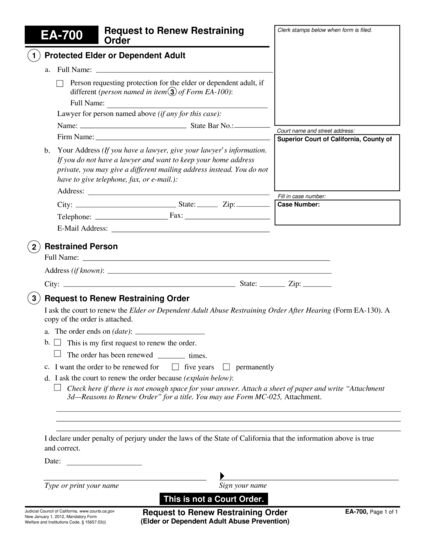 EA-700
Request to Renew Restraining Order
Clerk stamps below when form is filed.
1 Protected Elder or Dependent Adult
a. Full Name:
Person requesting protection for the elder or dependent adult, if
different (person named in item 3 of Form EA-100):
Full Name:
Lawyer for person named above (if any for this case):
Name: State Bar No.:
Firm Name:
Court name and street address:
Superior Court of California, County of
b. Your Address (If you have a lawyer, give your lawyer's information.
If you do not have a lawyer and want to keep your home address
private, you may give a different mailing address instead. You do not
have to give telephone, fax, or e-mail.):
Address:
City: State: Zip:
Telephone: Fax:
E-Mail Address:
Fill in case number:
Case Number:
2 Restrained Person
Full Name:
Address (if known):
City: State: Zip:
3 Request to Renew Restraining Order
I ask the court to renew the Elder or Dependent Adult Abuse Restraining Order After Hearing (Form EA-130). A
copy of the order is attached.
a. The order ends on (date):
b. This is my first request to renew the order.
The order has been renewed times.
c. I want the order to be renewed for five years permanently
d. I ask the court to renew the order because (explain below):
Check here if there is not enough space for your answer. Attach a sheet of paper and write “Attachment
3d—Reasons to Renew Order” for a title. You may use Form MC-025, Attachment.
I declare under penalty of perjury under the laws of the State of California that the information above is true
and correct.
Date:
Type or print your name Sign your name
This is not a Court Order.
Judicial Council of California, www.courts.ca.gov
New January 1, 2012, Mandatory Form
Welfare and Institutions Code, § 15657.03(i)
Request to Renew Restraining Order
(Elder or Dependent Adult Abuse Prevention)
EA-700, Page 1 of 1